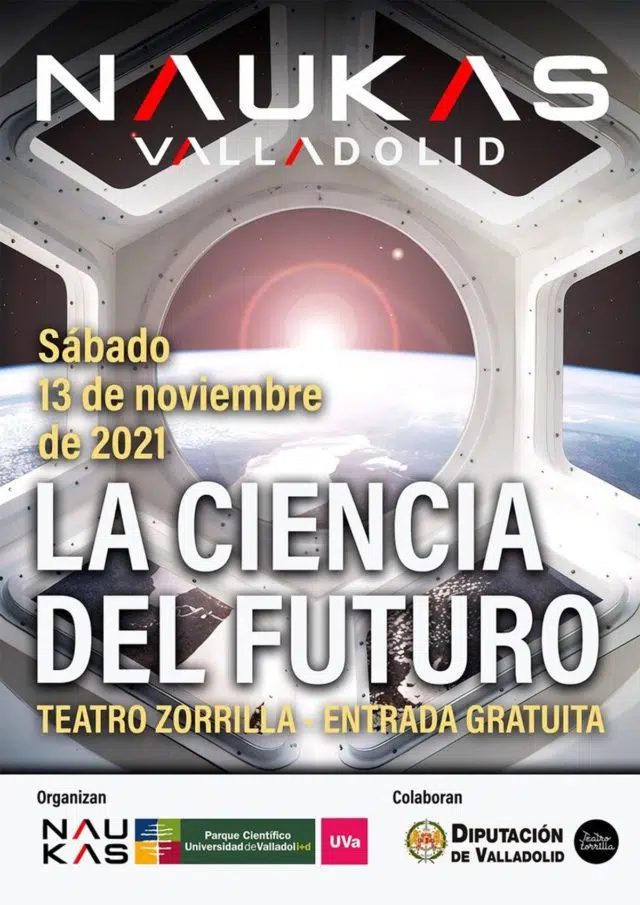 NAUKAS
VALLADOLID
Sábado
13 de noviembre
de 2021
LA CIENCIA
DEL FUTURO
TEATRO ZORRILLA - ENTRADA GRATUITA
Organizan
Colaboran
NAU
KAS
Parque Científico
Universidad de Valladolid i+d
UVa
DIPUTACIÓN
DE VALLADOLID
Teatro
Zorrilla